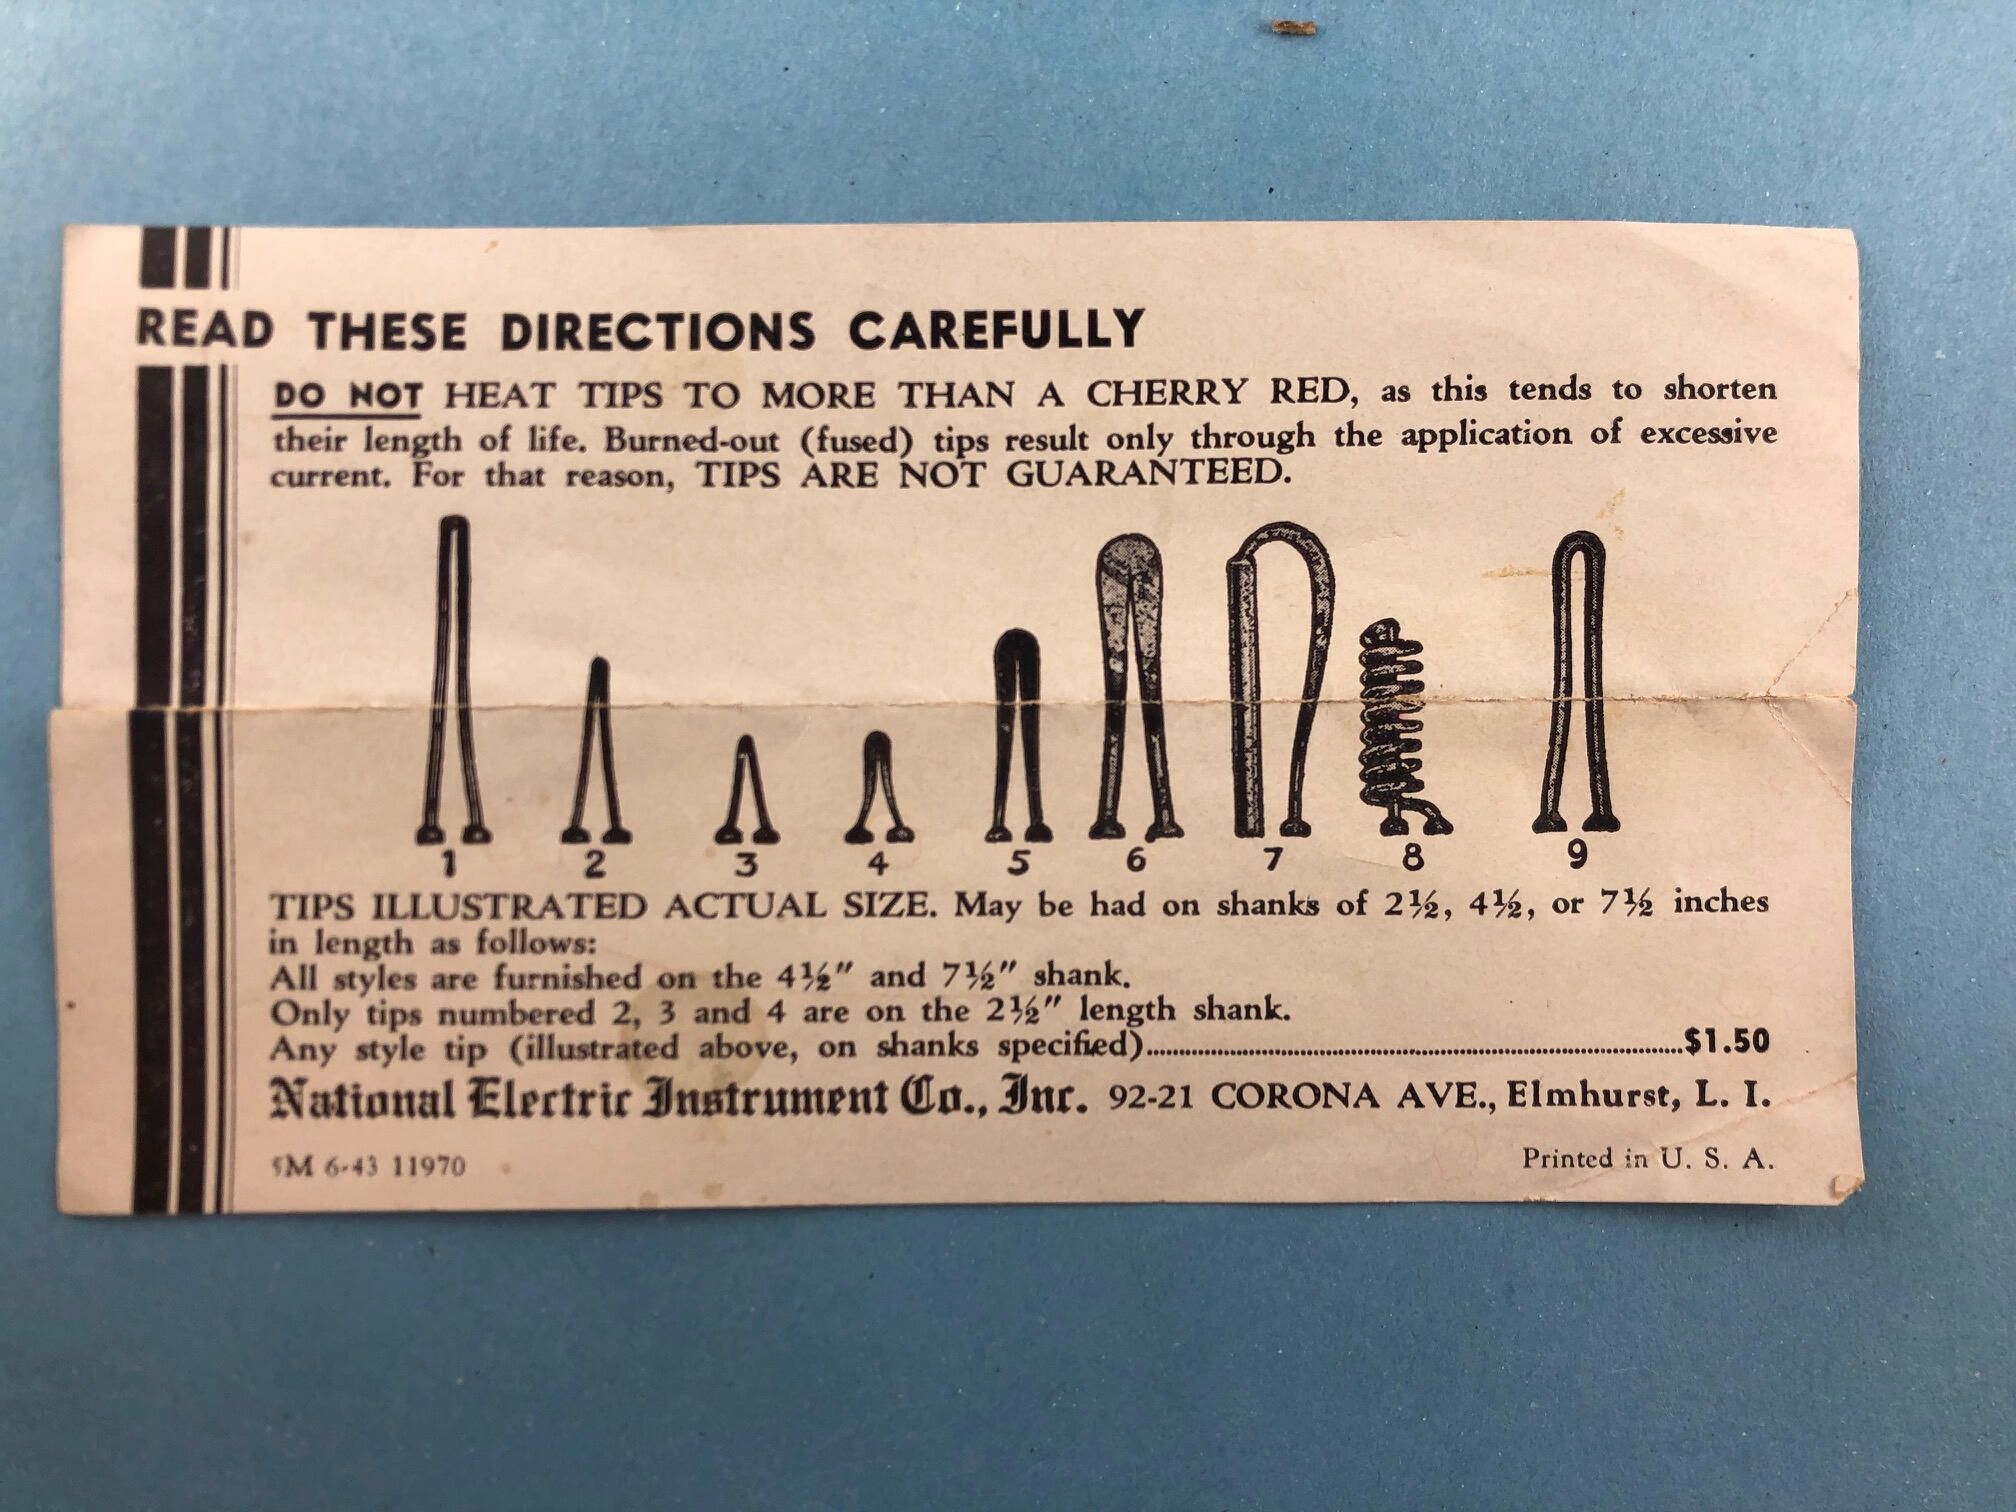 READ THESE DIRECTIONS CAREFULLY
DO NOT HEAT TIPS TO MORE THAN A CHERRY RED, as this tends to shorten
their length of life. Burned-out (fused) tips result only through the application of excessive
current. For that reason, TIPS ARE NOT GUARANTEED.
1 2 3 4 5 6 7 8 9
TIPS ILLUSTRATED ACTUAL SIZE. May be had on shanks of 2½, 4½, or 7½ inches
in length as follows:
All styles are furnished on the 4½" and 7½" shank.
Only tips numbered 2, 3 and 4 are on the 2½" length shank.
Any style tip (illustrated above, on shanks specified)..........$1.50
National Electric Instrument Co., Inc. 92-21 CORONA AVE., Elmhurst, L. I.
5M 6-43 11970
Printed in U. S. A.